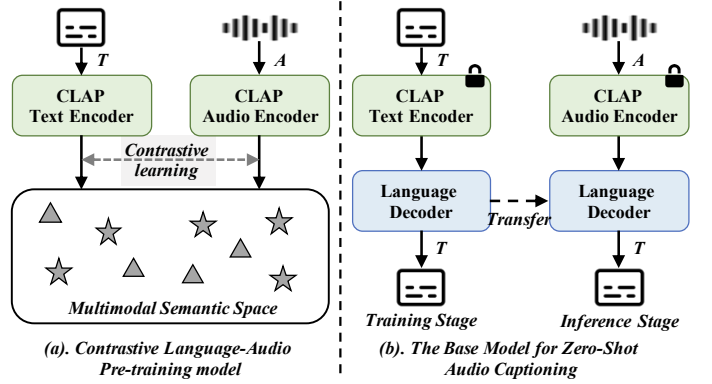 T
A
CLAP
Text Encoder
CLAP
Audio Encoder
Contrastive
learning
Multimodal Semantic Space
(a). Contrastive Language-Audio
Pre-training model
T
A
CLAP
Text Encoder
CLAP
Audio Encoder
Language
Decoder
Transfer
Language
Decoder
T
T
Training Stage
Inference Stage
(b). The Base Model for Zero-Shot
Audio Captioning